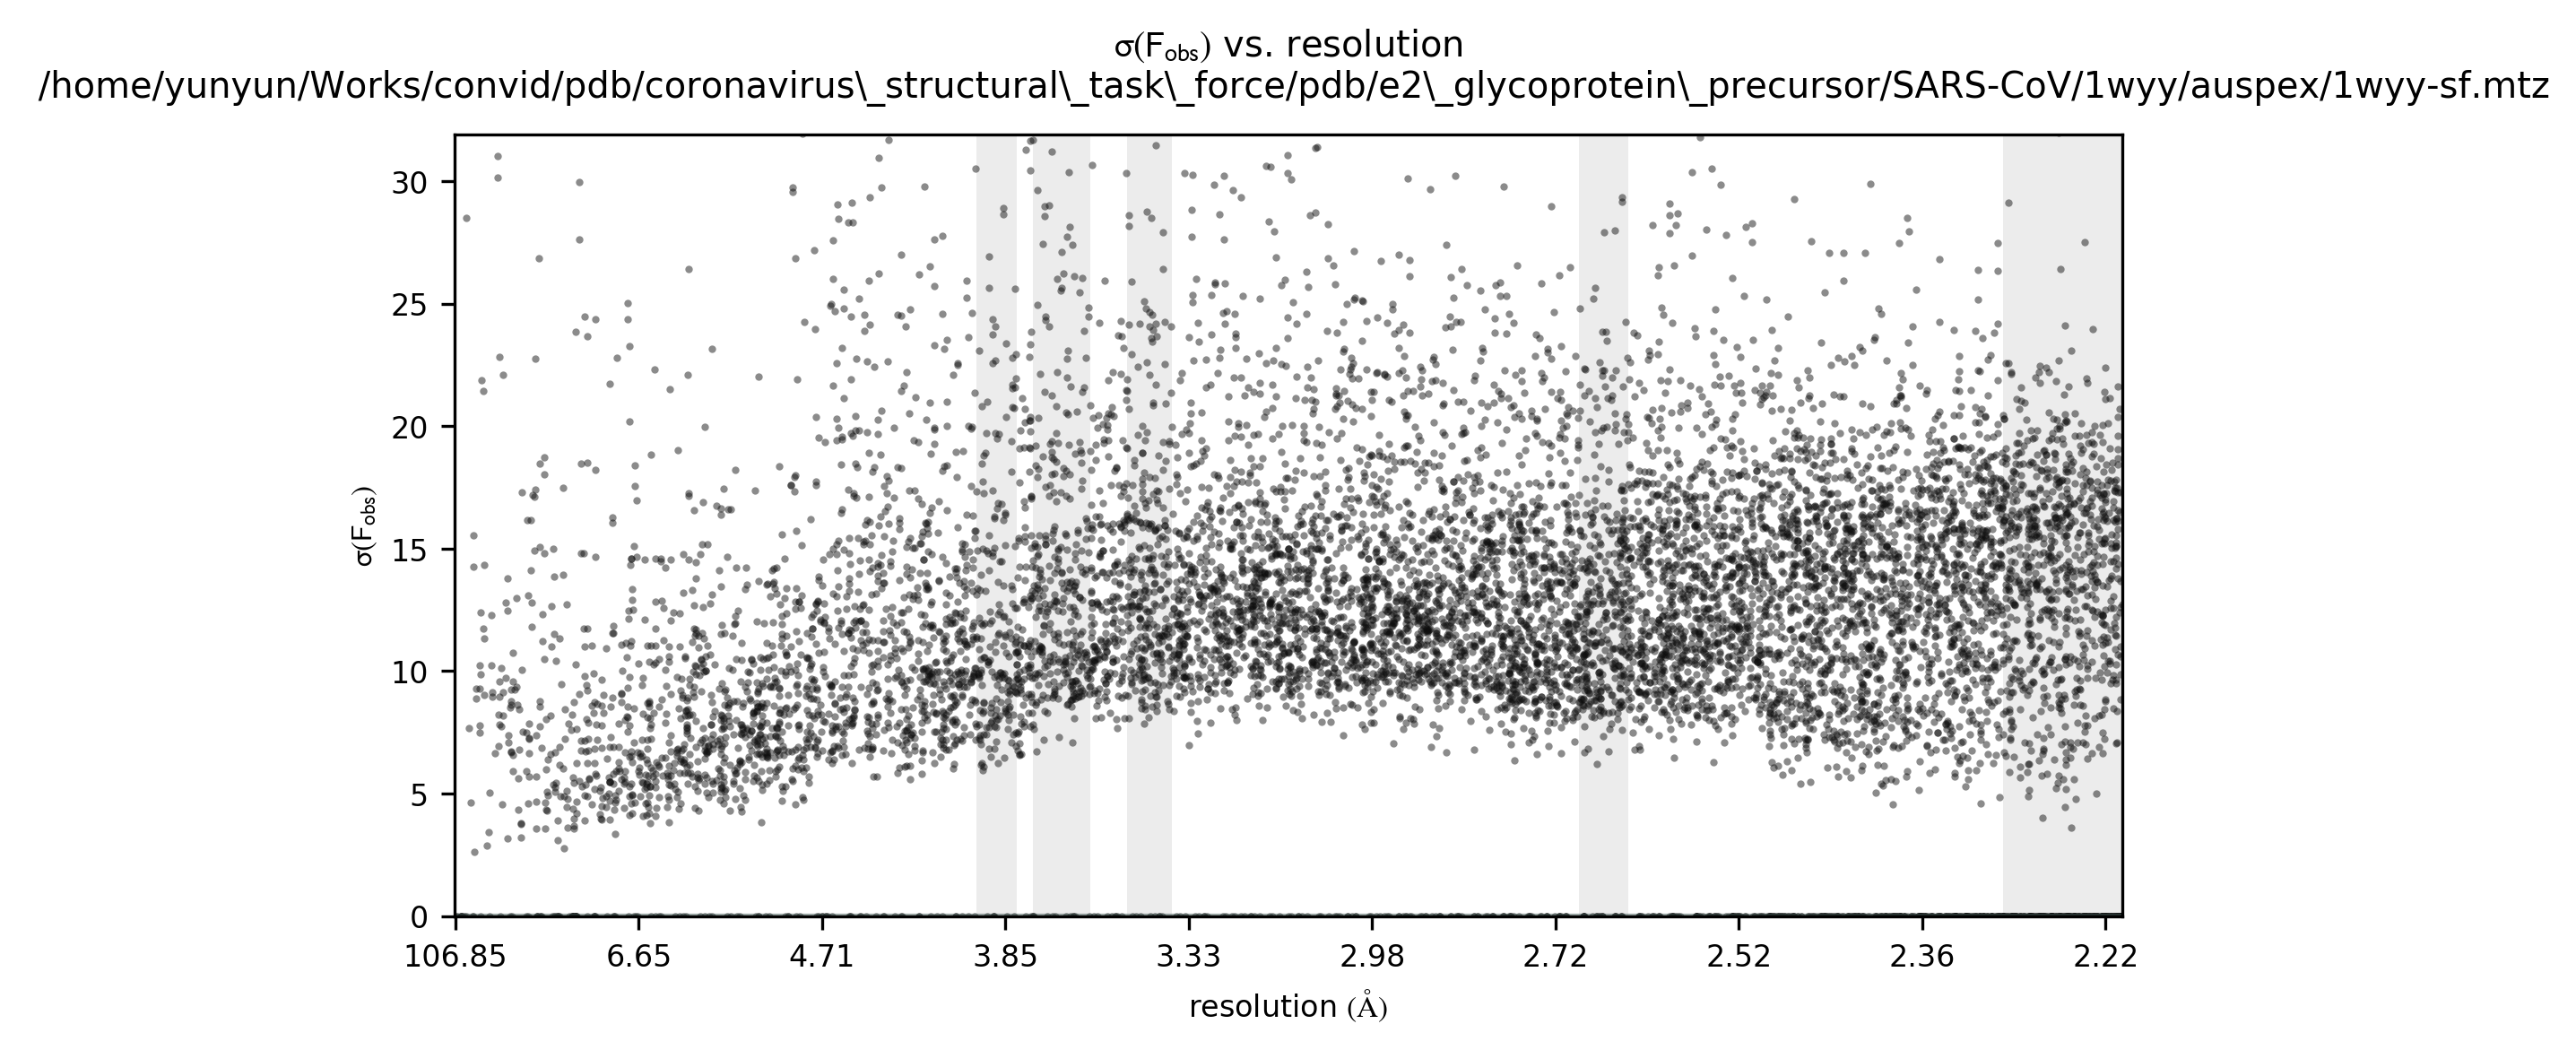 σ(F_obs) vs. resolution
/home/yunyun/Works/convid/pdb/coronavirus\_structural\_task\_force/pdb/e2\_glycoprotein\_precursor/SARS-CoV/1wyy/auspex/1wyy-sf.mtz
30
25
20
15
10
5
0
σ(F_obs)
106.85 6.65 4.71 3.85 3.33 2.98 2.72 2.52 2.36 2.22
resolution (Å)